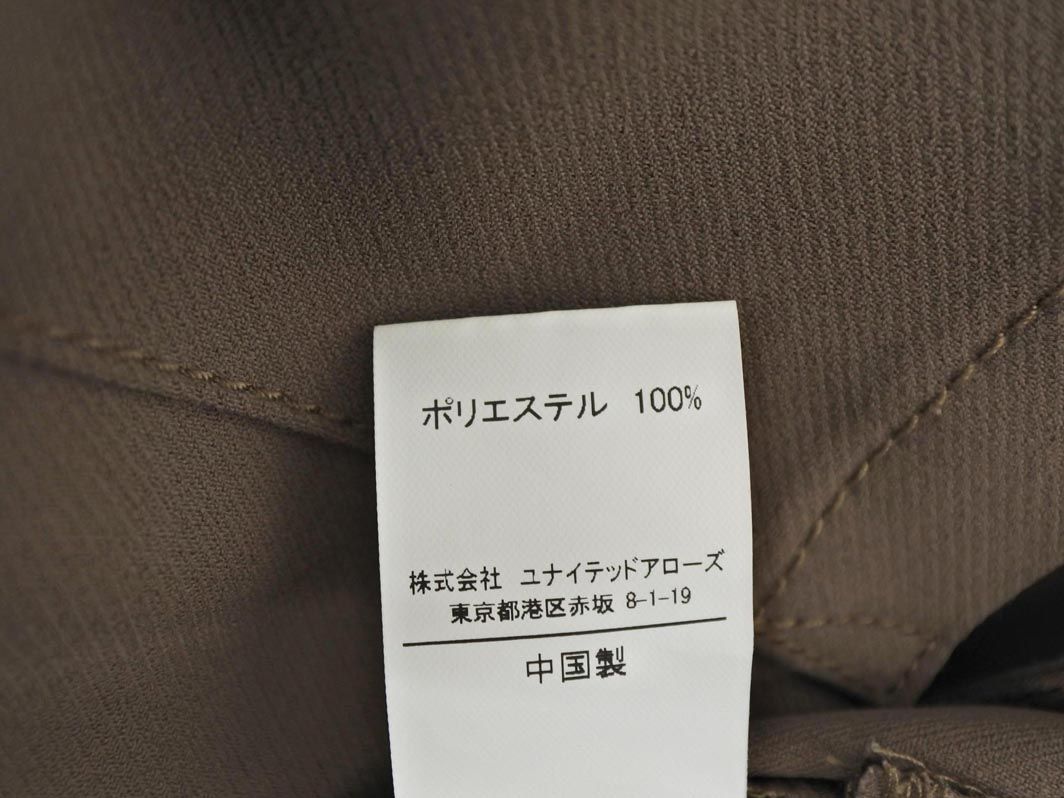 ポリエステル 100%
株式会社 ユナイテッドアローズ
東京都港区赤坂 8-1-19
中国製